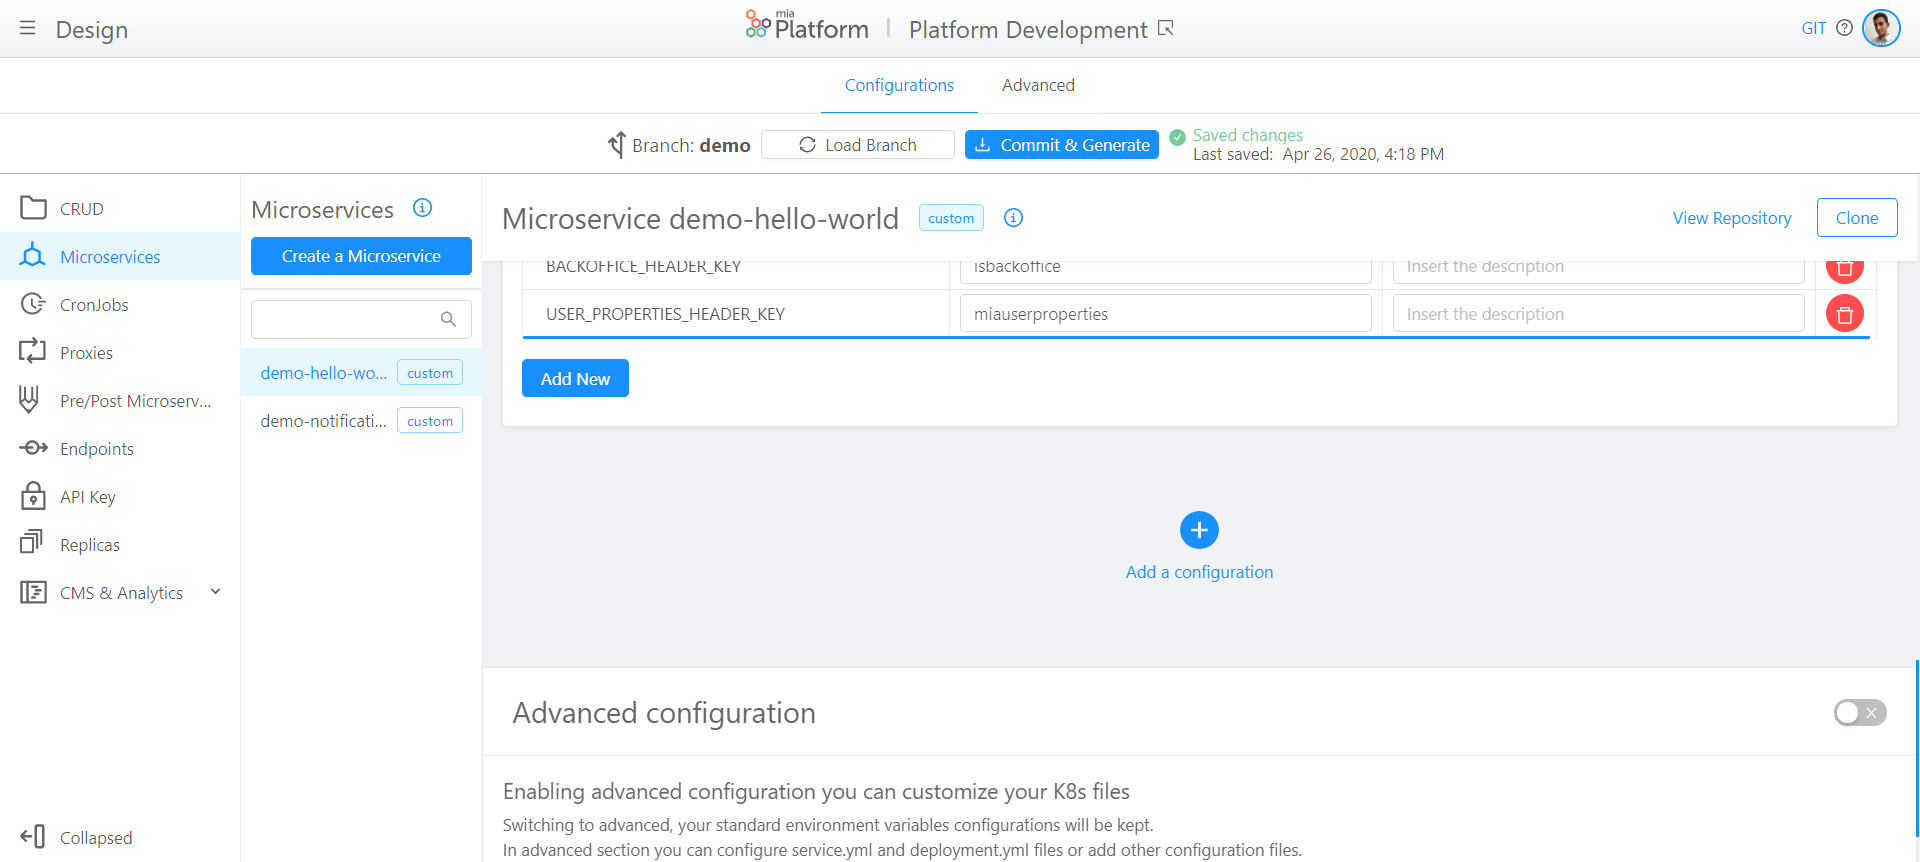 Design
mia
Platform
Platform Development
GIT
Configurations
Advanced
Branch: demo
Load Branch
Commit & Generate
Saved changes
Last saved: Apr 26, 2020, 4:18 PM
CRUD
Microservices
CronJobs
Proxies
Pre/Post Microserv...
Endpoints
API Key
Replicas
CMS & Analytics
Collapsed
Microservices
Create a Microservice
demo-hello-wo... custom
demo-notificati... custom
Microservice demo-hello-world custom
View Repository
Clone
BACKOFFICE_HEADER_KEY isbackoffice Insert the description
USER_PROPERTIES_HEADER_KEY miauserproperties Insert the description
Add New
Add a configuration
Advanced configuration
Enabling advanced configuration you can customize your K8s files
Switching to advanced, your standard environment variables configurations will be kept.
In advanced section you can configure service.yml and deployment.yml files or add other configuration files.